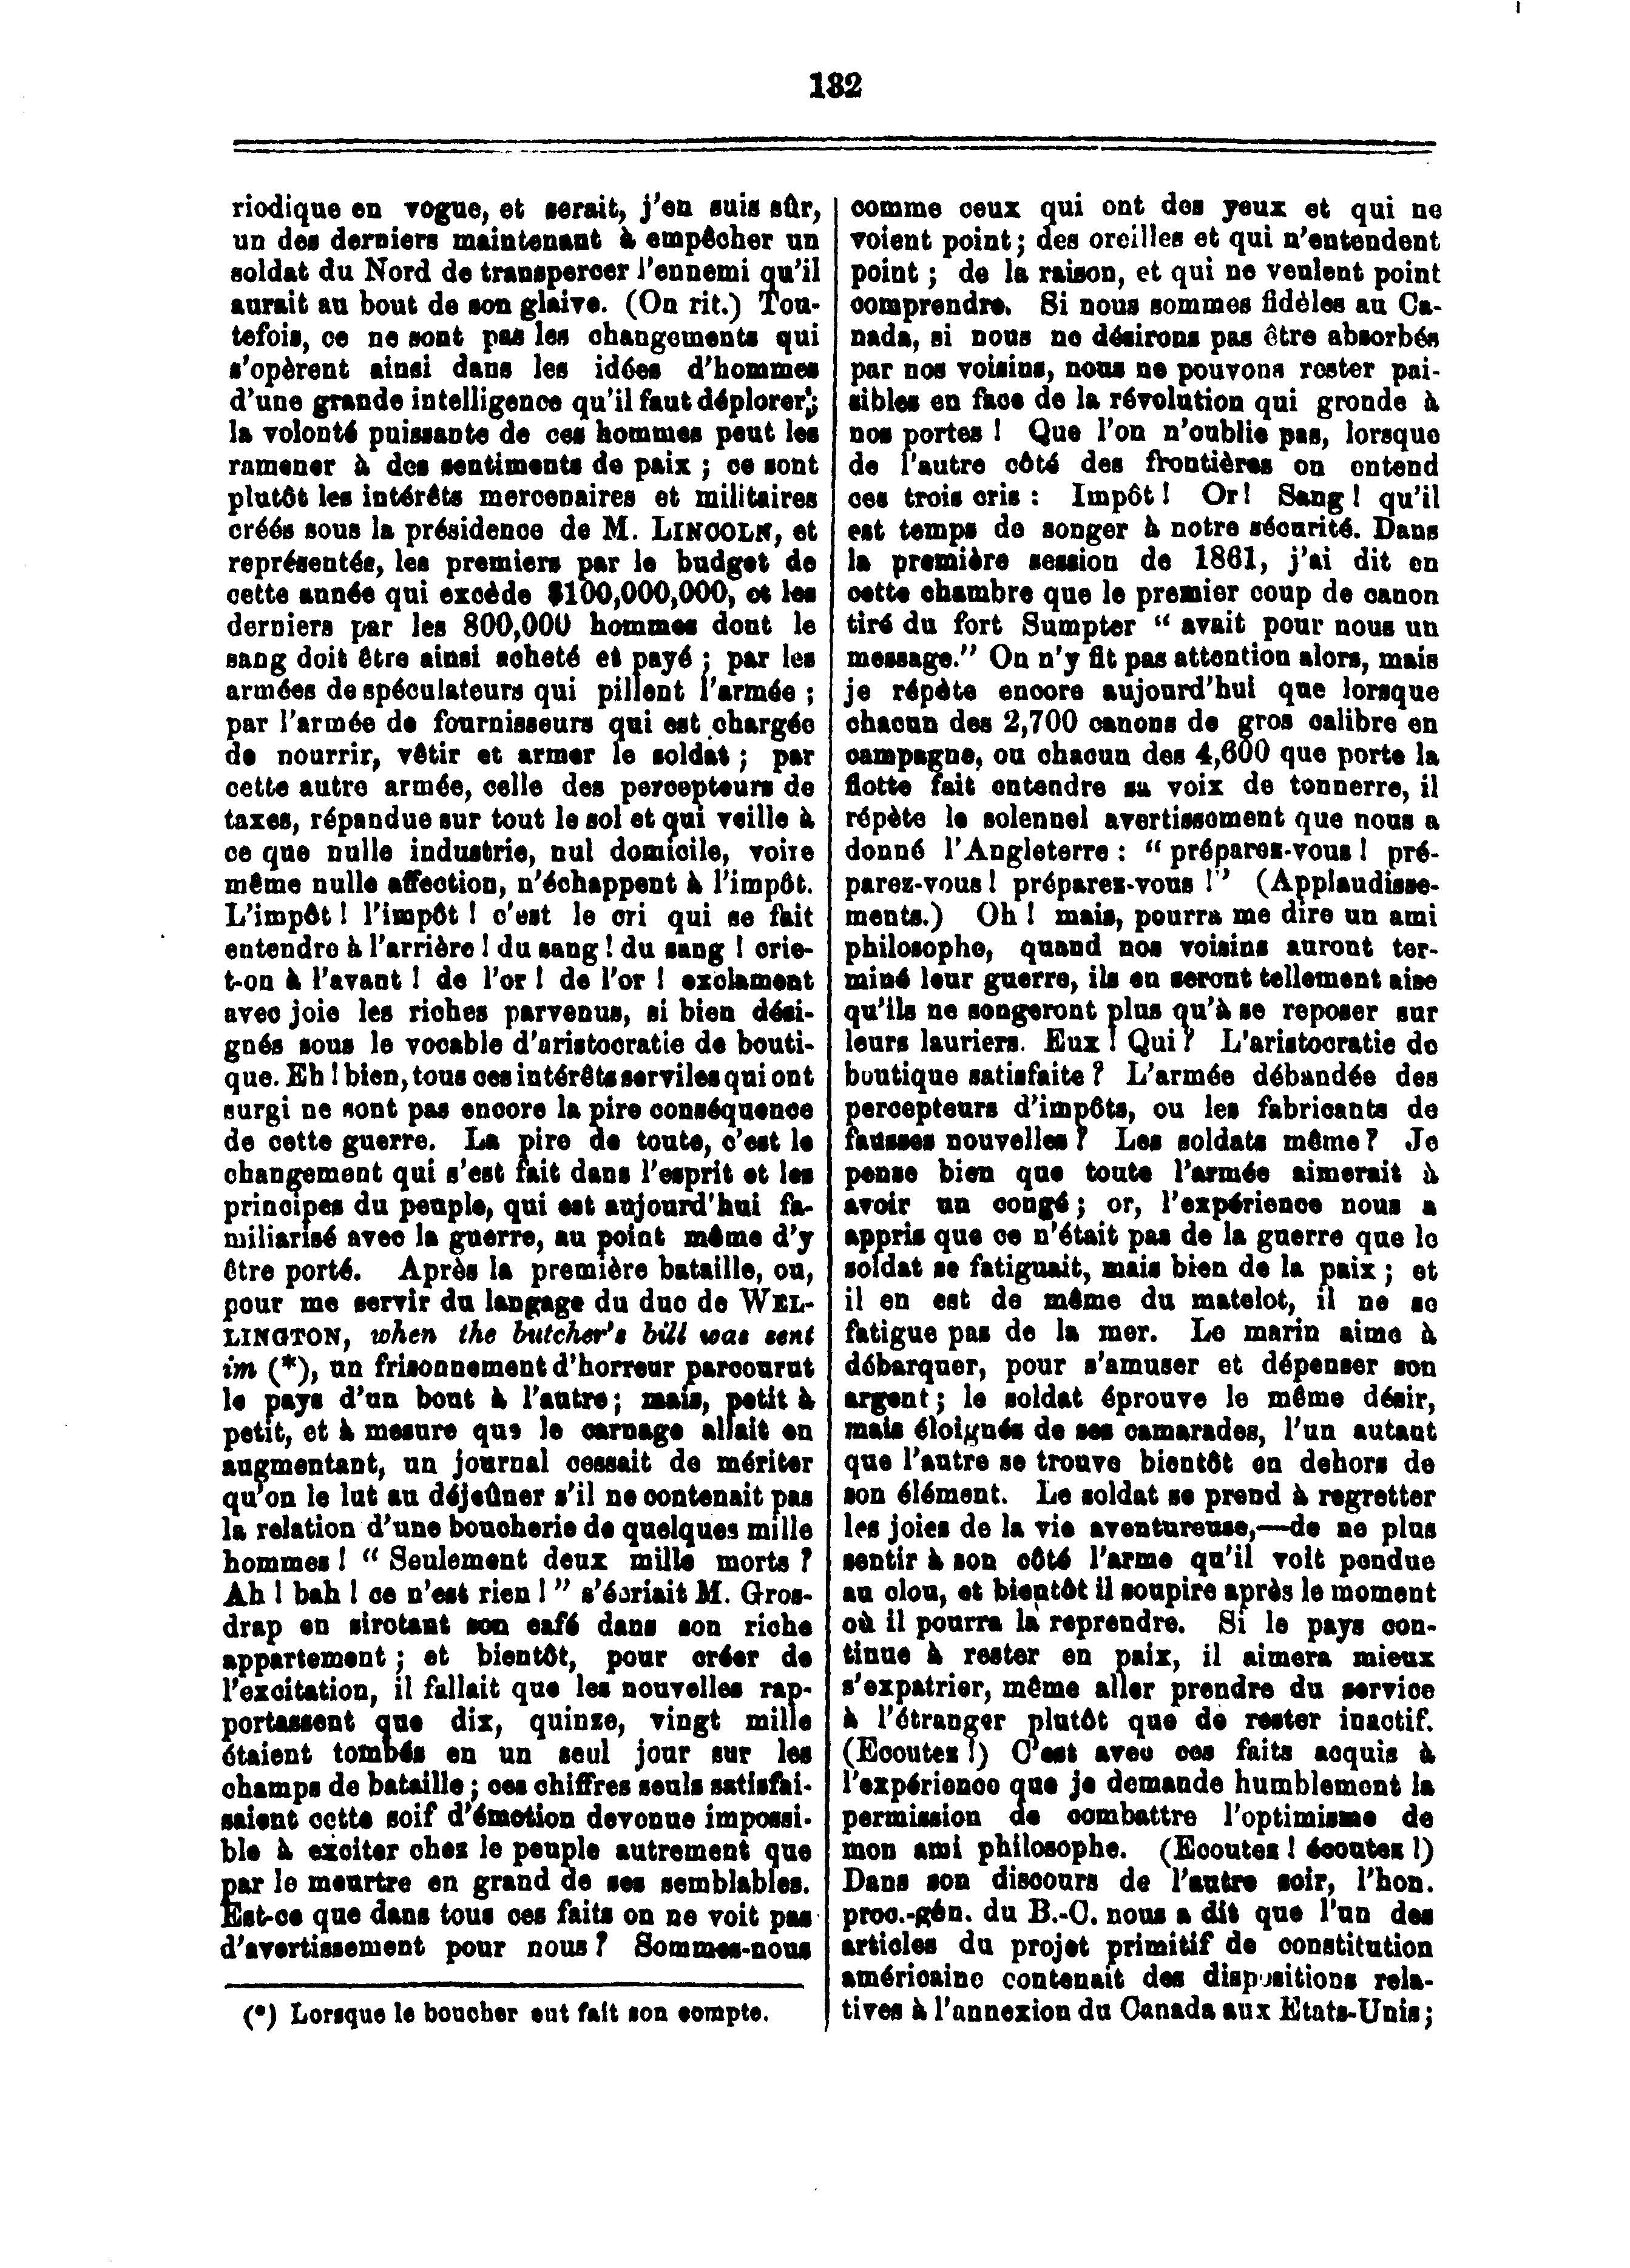 132
riodique en vogue, et serait, j'en suis sûr,
un des derniers maintenant à empêcher un
soldat du Nord de transpercer l'ennemi qu'il
aurait au bout de son glaive. (On rit.) Tou-
tefois, ce ne sont pas les changements qui
s'opèrent ainsi dans les idées d'hommes
d'une grande intelligence qu'il faut déplorer;
la volonté puissante de ces hommes peut les
ramener à des sentiments de paix ; ce sont
plutôt les intérêts mercenaires et militaires
créés sous la présidence de M. LINCOLN, et
représentés, les premiers par le budget de
cette année qui excède $100,000,000, et les
derniers par les 800,000 hommes dont le
sang doit être ainsi acheté et payé ; par les
armées de spéculateurs qui pillent l'armée ;
par l'armée de fournisseurs qui est chargée
de nourrir, vêtir et armer le soldat ; par
cette autre armée, celle des percepteurs de
taxes, répandue sur tout le sol et qui veille à
ce que nulle industrie, nul domicile, voire
même nulle affection, n'échappent à l'impôt.
L'impôt ! l'impôt ! c'est le cri qui se fait
entendre à l'arrière ! du sang ! du sang ! crie-
t-on à l'avant ! de l'or ! de l'or ! exclament
avec joie les riches parvenus, si bien dési-
gnés sous le vocable d'aristocratie de bouti-
que. Eh ! bien, tous ces intérêts serviles qui ont
surgi ne sont pas encore la pire conséquence
de cette guerre. La pire de toute, c'est le
changement qui s'est fait dans l'esprit et les
principes du peuple, qui est aujourd'hui fa-
miliarisé avec la guerre, au point même d'y
être porté. Après la première bataille, ou,
pour me servir du langage du duc de WEL-
LINGTON, when the butcher's bill was sent
im (*), un frisonnement d'horreur parcourut
le pays d'un bout à l'autre; mais, petit à
petit, et à mesure que le carnage allait en
augmentant, un journal cessait de mériter
qu'on le lut au déjeûner s'il ne contenait pas
la relation d'une boucherie de quelques mille
hommes ! “ Seulement deux mille morts ?
Ah ! bah ! ce n'est rien ! ” s'écriait M. Gros-
drap en sirotant son café dans son riche
appartement ; et bientôt, pour créer de
l'excitation, il fallait que les nouvelles rap-
portassent que dix, quinze, vingt mille
étaient tombés en un seul jour sur les
champs de bataille ; ces chiffres seuls satisfai-
saient cette soif d'émotion devenue impossi-
ble à exciter chez le peuple autrement que
par le meurtre en grand de ses semblables.
Est-ce que dans tous ces faits on ne voit pas
d'avertissement pour nous ? Sommes-nous
(*) Lorsque le boucher eut fait son compte.
comme ceux qui ont des yeux et qui ne
voient point ; des oreilles et qui n'entendent
point ; de la raison, et qui ne veulent point
comprendre. Si nous sommes fidèles au Ca-
nada, si nous ne désirons pas être absorbés
par nos voisins, nous ne pouvons rester pai-
sibles en face de la révolution qui gronde à
nos portes ! Que l'on n'oublie pas, lorsque
de l'autre côté des frontières on entend
ces trois cris : Impôt ! Or ! Sang ! qu'il
est temps de songer à notre sécurité. Dans
la première session de 1861, j'ai dit en
cette chambre que le premier coup de canon
tiré du fort Sumpter “ avait pour nous un
message.” On n'y fit pas attention alors, mais
je répète encore aujourd'hui que lorsque
chacun des 2,700 canons de gros calibre en
campagne, ou chacun des 4,600 que porte la
flotte fait entendre sa voix de tonnerre, il
répète le solennel avertissement que nous a
donné l'Angleterre : “ préparez-vous ! pré-
parez-vous ! préparez-vous !” (Applaudisse-
ments.) Oh ! mais, pourra me dire un ami
philosophe, quand nos voisins auront ter-
miné leur guerre, ils en seront tellement aise
qu'ils ne songeront plus qu'à se reposer sur
leurs lauriers. Eux ! Qui ? L'aristocratie de
boutique satisfaite ? L'armée débandée des
percepteurs d'impôts, ou les fabricants de
fausses nouvelles ? Les soldats même ? Je
pense bien que toute l'armée aimerait à
avoir un congé ; or, l'expérience nous a
appris que ce n'était pas de la guerre que le
soldat se fatiguait, mais bien de la paix ; et
il en est de même du matelot, il ne se
fatigue pas de la mer. Le marin aime à
débarquer, pour s'amuser et dépenser son
argent ; le soldat éprouve le même désir,
mais éloignés de ses camarades, l'un autant
que l'autre se trouve bientôt en dehors de
son élément. Le soldat se prend à regretter
les joies de la vie aventureuse,—de ne plus
sentir à son côté l'arme qu'il voit pendue
au clou, et bientôt il soupire après le moment
où il pourra la reprendre. Si le pays con-
tinue à rester en paix, il aimera mieux
s'expatrier, même aller prendre du service
à l'étranger plutôt que de rester inactif.
(Ecoutez !) C'est avec ces faits acquis à
l'expérience que je demande humblement la
permission de combattre l'optimisme de
mon ami philosophe. (Ecoutez ! écoutez !)
Dans son discours de l'autre soir, l'hon.
proc.-gén. du B.-C. nous a dit que l'un des
articles du projet primitif de constitution
américaine contenait des dispositions rela-
tives à l'annexion du Canada aux Etats-Unis ;